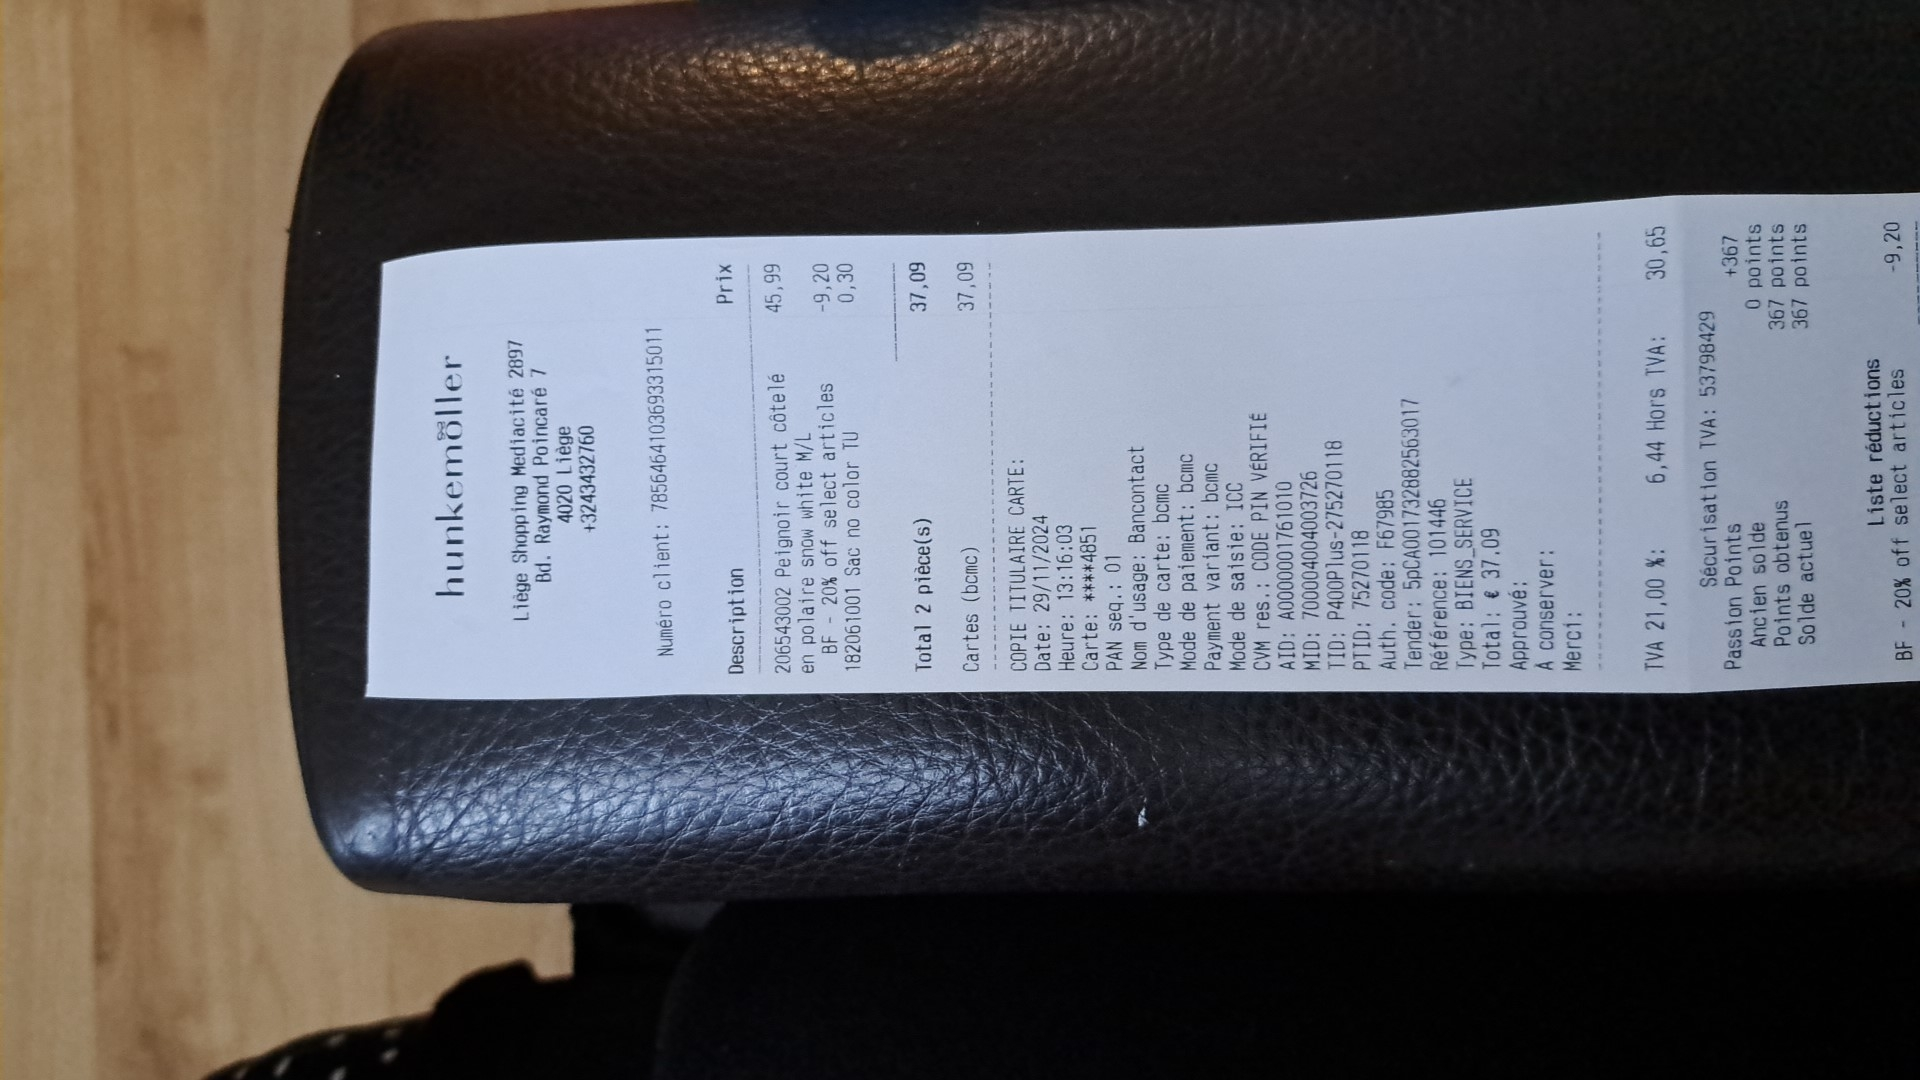 hunkemöller
Liège Shopping Mediacité 2897
Bd. Raymond Poincaré 7
4020 Liège
+3243432760
Numéro client: 7856464103693315011
Description Prix
206543002 Peignoir court côtelé 45,99
en polaire snow white M/L
BF - 20% off select articles -9,20
182061001 Sac no color TU 0,30
Total 2 pièce(s) 37,09
Cartes (bcmc) 37,09
COPIE TITULAIRE CARTE:
Date: 29/11/2024
Heure: 13:16:03
Carte: ****4851
PAN seq.: 01
Nom d'usage: Bancontact
Type de carte: bcmc
Mode de paiement: bcmc
Payment variant: bcmc
Mode de saisie: ICC
CVM res.: CODE PIN VÉRIFIÉ
AID: A0000001761010
MID: 700004004003726
TID: P400Plus-275270118
PTID: 75270118
Auth. code: F67985
Tender: 5pCA001732882563017
Référence: 101446
Type: BIENS_SERVICE
Total: € 37.09
Approuvé:
À conserver:
Merci:
TVA 21,00 %: 6,44 Hors TVA: 30,65
Sécurisation TVA: 53798429
Passion Points +367
Ancien solde 0 points
Points obtenus 367 points
Solde actuel 367 points
Liste réductions
BF - 20% off select articles -9,20